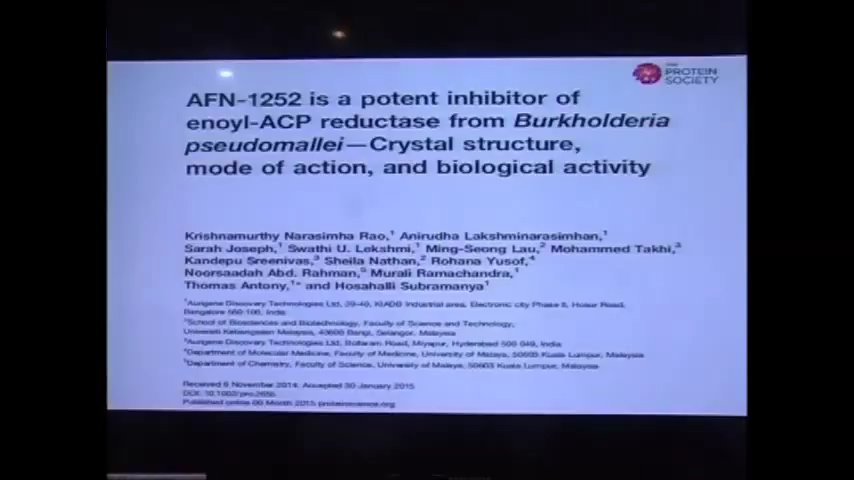 THE
PROTEIN
SOCIETY
AFN-1252 is a potent inhibitor of
enoyl-ACP reductase from Burkholderia
pseudomallei—Crystal structure,
mode of action, and biological activity
Krishnamurthy Narasimha Rao,¹ Anirudha Lakshminarasimhan,¹
Sarah Joseph,¹ Swathi U. Lekshmi,¹ Ming-Seong Lau,² Mohammed Takhi,³
Kandepu Sreenivas,³ Sheila Nathan,² Rohana Yusof,⁴
Noorsaadah Abd. Rahman,⁵ Murali Ramachandra,¹
Thomas Antony,¹* and Hosahalli Subramanya¹
¹Aurigene Discovery Technologies Ltd, 39-40, KIADB Industrial area, Electronic city Phase II, Hosur Road,
Bangalore 560 100, India
²School of Biosciences and Biotechnology, Faculty of Science and Technology,
Universiti Kebangsaan Malaysia, 43600 Bangi, Selangor, Malaysia
³Aurigene Discovery Technologies Ltd, Bollaram Road, Miyapur, Hyderabad 500 049, India
⁴Department of Molecular Medicine, Faculty of Medicine, University of Malaya, 50603 Kuala Lumpur, Malaysia
⁵Department of Chemistry, Faculty of Science, University of Malaya, 50603 Kuala Lumpur, Malaysia
Received 6 November 2014; Accepted 30 January 2015
DOI: 10.1002/pro.2655
Published online 00 Month 2015 proteinscience.org